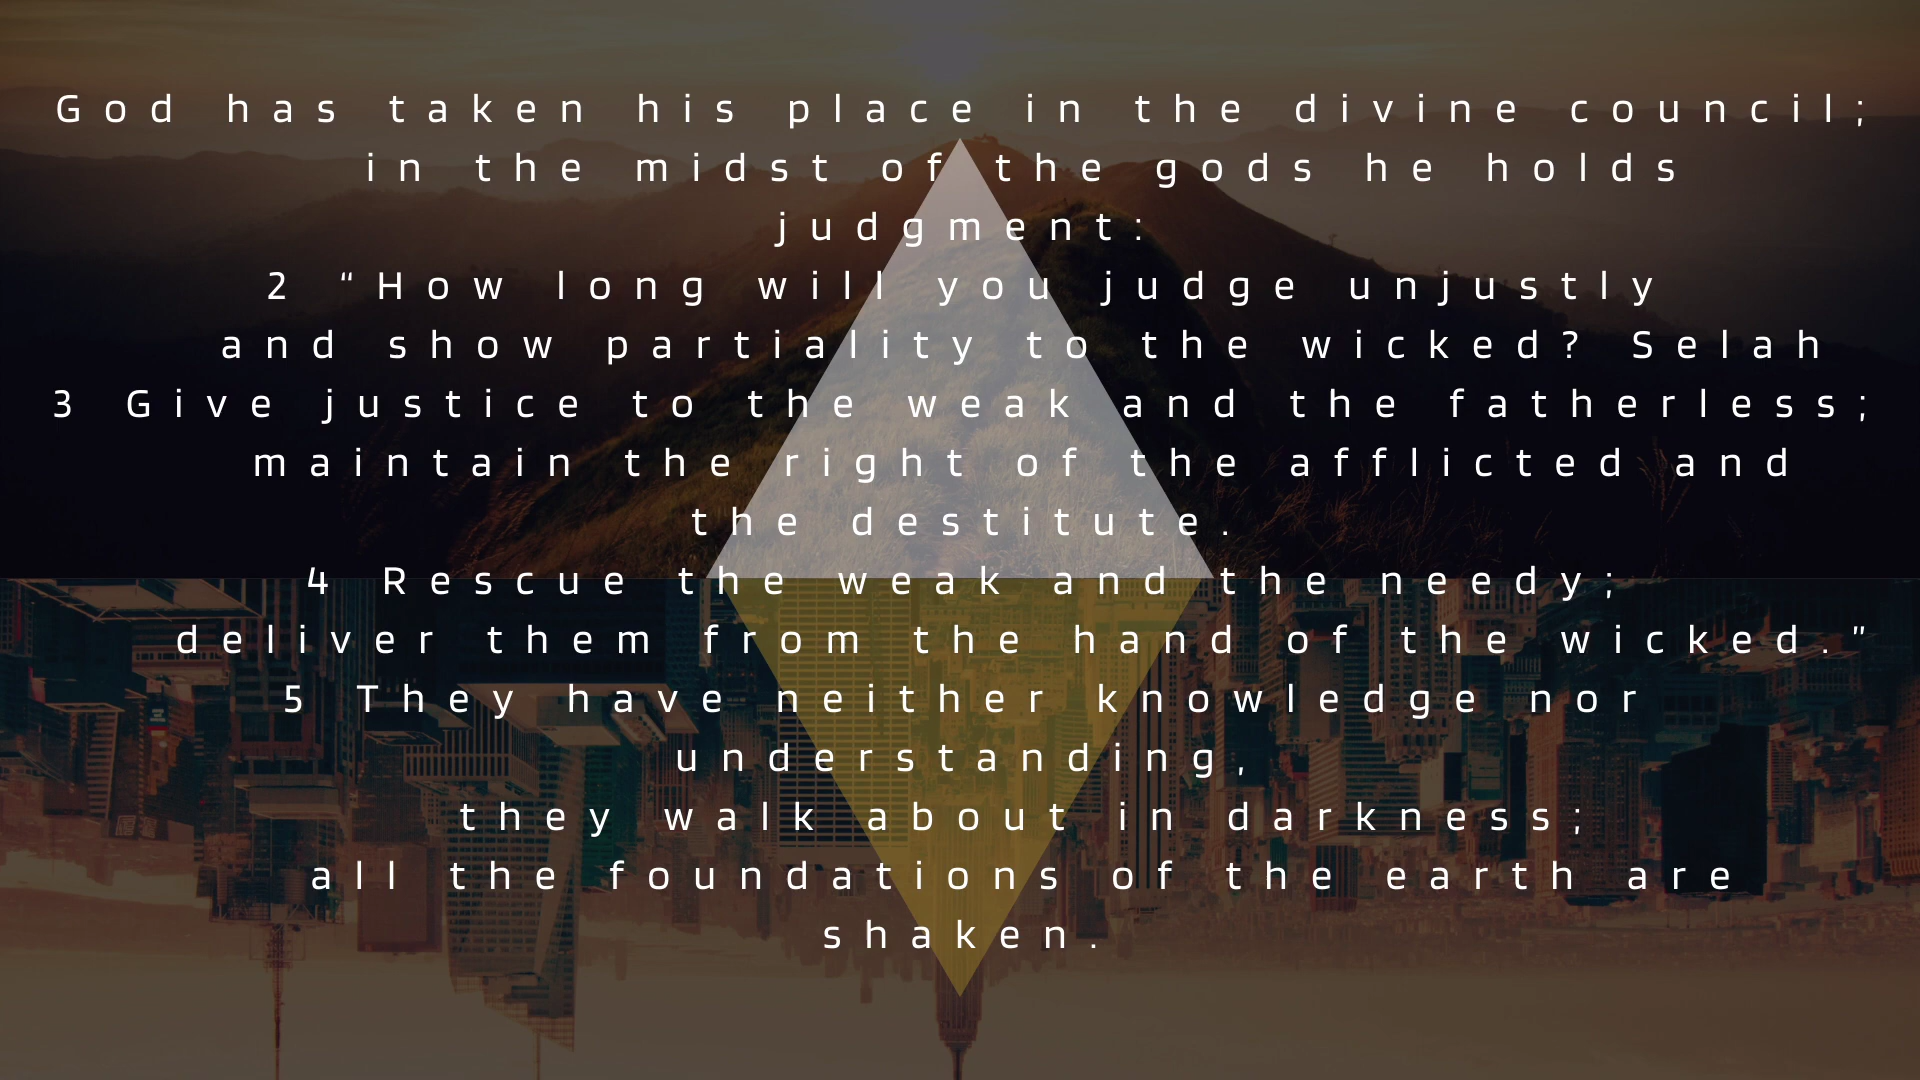 God has taken his place in the divine council;
in the midst of the gods he holds
judgment:
2 “How long will you judge unjustly
and show partiality to the wicked? Selah
3 Give justice to the weak and the fatherless;
maintain the right of the afflicted and
the destitute.
4 Rescue the weak and the needy;
deliver them from the hand of the wicked.”
5 They have neither knowledge nor
understanding,
they walk about in darkness;
all the foundations of the earth are
shaken.